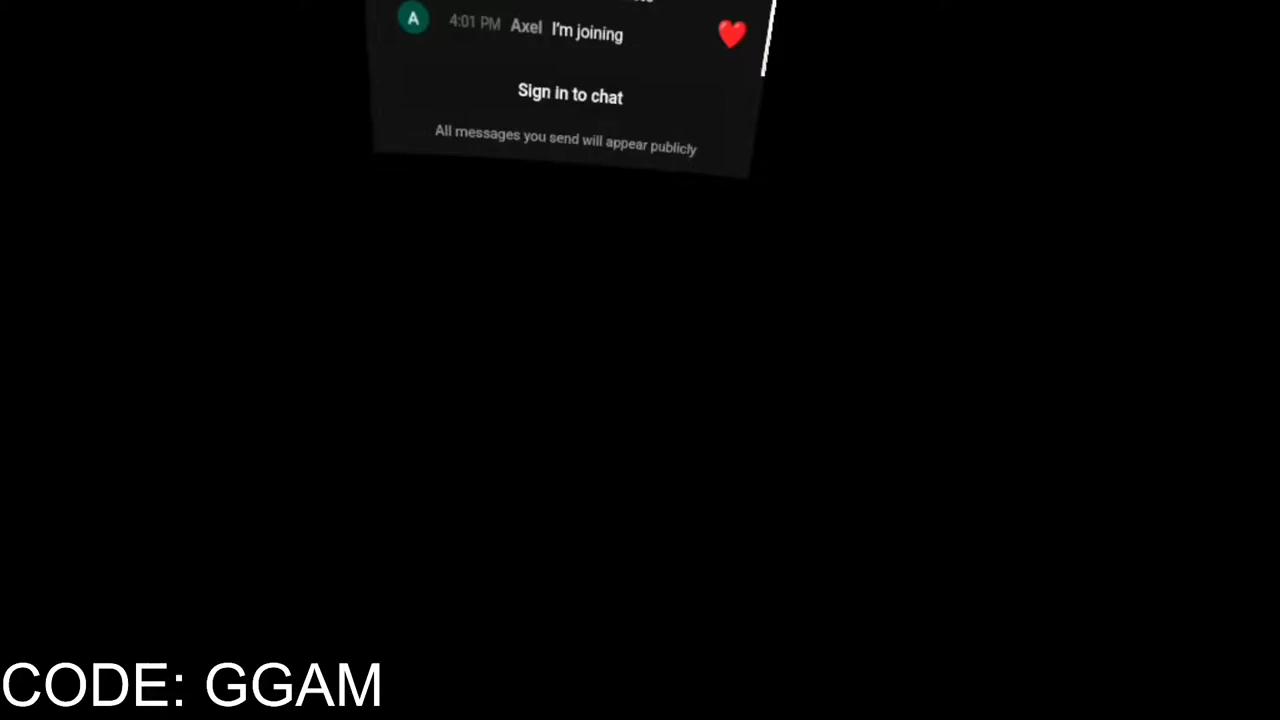 A 4:01 PM Axel I'm joining
Sign in to chat
All messages you send will appear publicly
CODE: GGAM